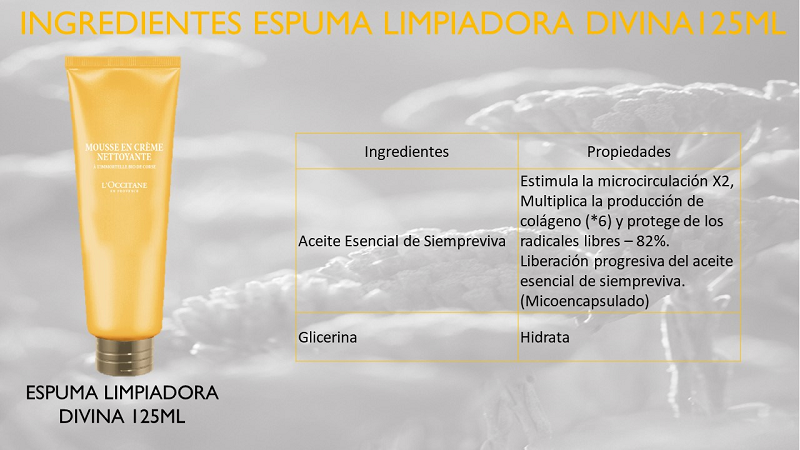 INGREDIENTES ESPUMA LIMPIADORA DIVINA125ML
MOUSSE EN CRÈME
NETTOYANTE
L'OCCITANE
EN PROVENCE
Ingredientes
Propiedades
Aceite Esencial de Siempreviva
Estimula la microcirculación X2,
Multiplica la producción de
colágeno (*6) y protege de los
radicales libres – 82%.
Liberación progresiva del aceite
esencial de siempreviva.
(Micoencapsulado)
Glicerina
Hidrata
ESPUMA LIMPIADORA
DIVINA 125ML